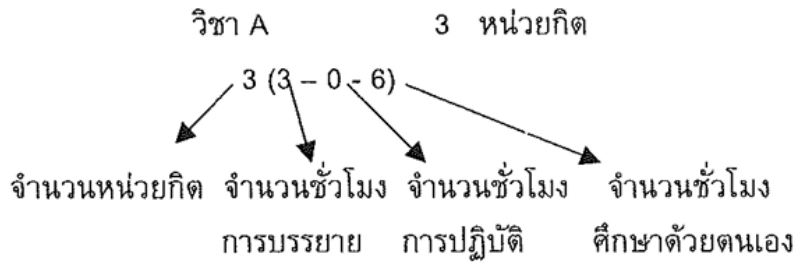 วิชา A 3 หน่วยกิต
3 (3 – 0 - 6)
จำนวนหน่วยกิต จำนวนชั่วโมง จำนวนชั่วโมง จำนวนชั่วโมง
การบรรยาย การปฏิบัติ ศึกษาด้วยตนเอง